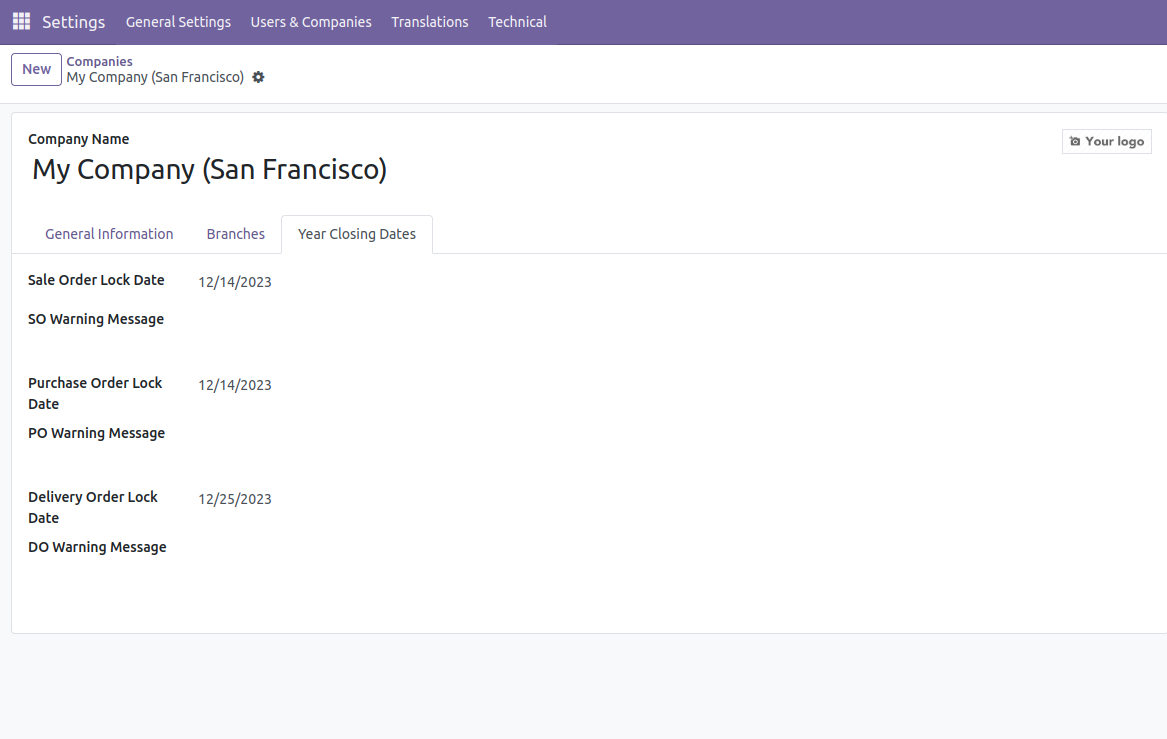 Settings General Settings Users & Companies Translations Technical
New
Companies
My Company (San Francisco)
Company Name
Your logo
My Company (San Francisco)
General Information Branches Year Closing Dates
Sale Order Lock Date 12/14/2023
SO Warning Message
Purchase Order Lock 12/14/2023
Date
PO Warning Message
Delivery Order Lock 12/25/2023
Date
DO Warning Message